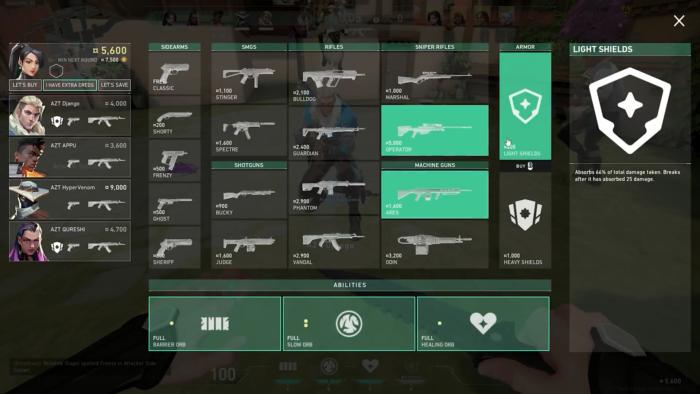 ¤ 5,600
MIN NEXT ROUND: ¤ 7,500
LET'S BUY
I HAVE EXTRA CREDS
LET'S SAVE
AZT Django ¤ 4,000
AZT APPU ¤ 3,600
AZT HyperVenom ¤ 9,000
AZT QURESHI ¤ 4,700
SIDEARMS
FREE
CLASSIC
¤200
SHORTY
¤500
FRENZY
¤500
GHOST
SHERIFF
SMGS
¤1,100
STINGER
¤1,600
SPECTRE
SHOTGUNS
¤900
BUCKY
¤1,600
JUDGE
RIFLES
¤2,100
BULLDOG
¤2,400
GUARDIAN
¤2,900
PHANTOM
¤2,900
VANDAL
SNIPER RIFLES
¤1,000
MARSHAL
¤5,000
OPERATOR
MACHINE GUNS
¤1,600
ARES
¤3,200
ODIN
ARMOR
LIGHT SHIELDS
BUY
¤1,000
HEAVY SHIELDS
LIGHT SHIELDS
Absorbs 66% of total damage taken. Breaks
after it has absorbed 25 damage.
ABILITIES
FULL
BARRIER ORB
FULL
SLOW ORB
FULL
HEALING ORB
100
¤ 5,600